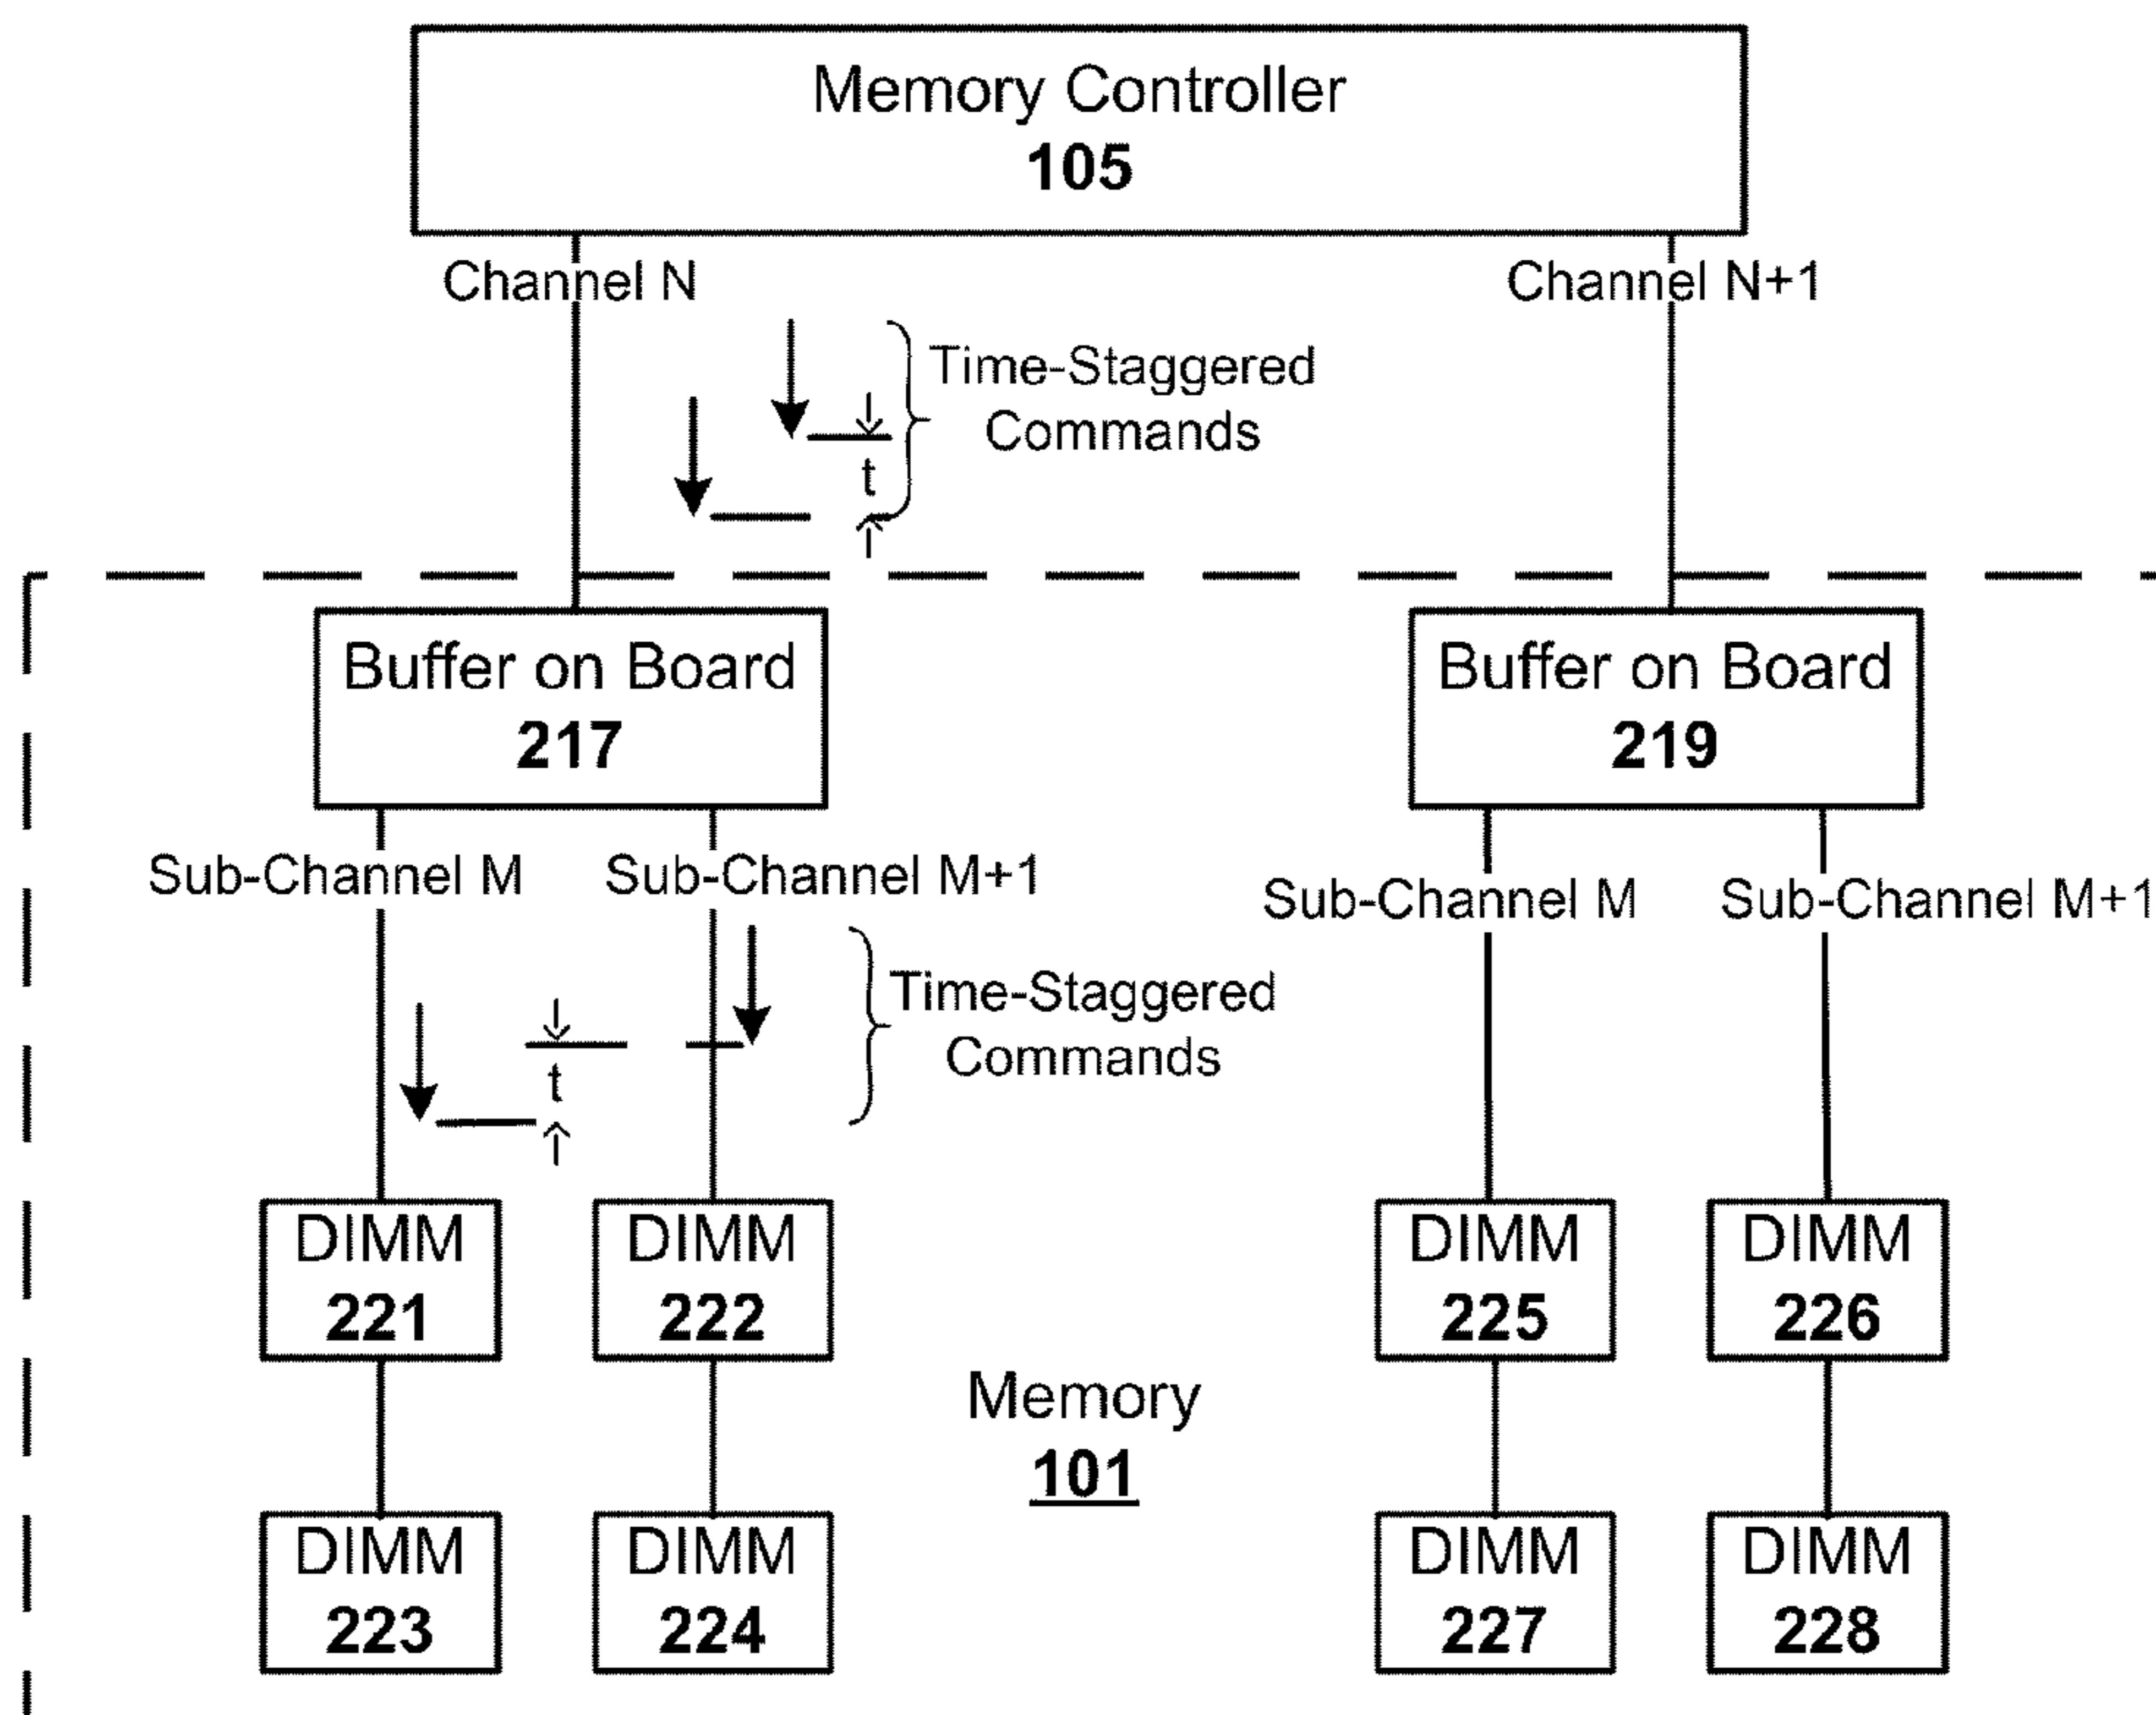 Memory Controller
105
Channel N
Channel N+1
Time-Staggered
Commands
t
Buffer on Board
217
Buffer on Board
219
Sub-Channel M
Sub-Channel M+1
Sub-Channel M
Sub-Channel M+1
Time-Staggered
Commands
t
DIMM
221
DIMM
222
DIMM
225
DIMM
226
Memory
101
DIMM
223
DIMM
224
DIMM
227
DIMM
228